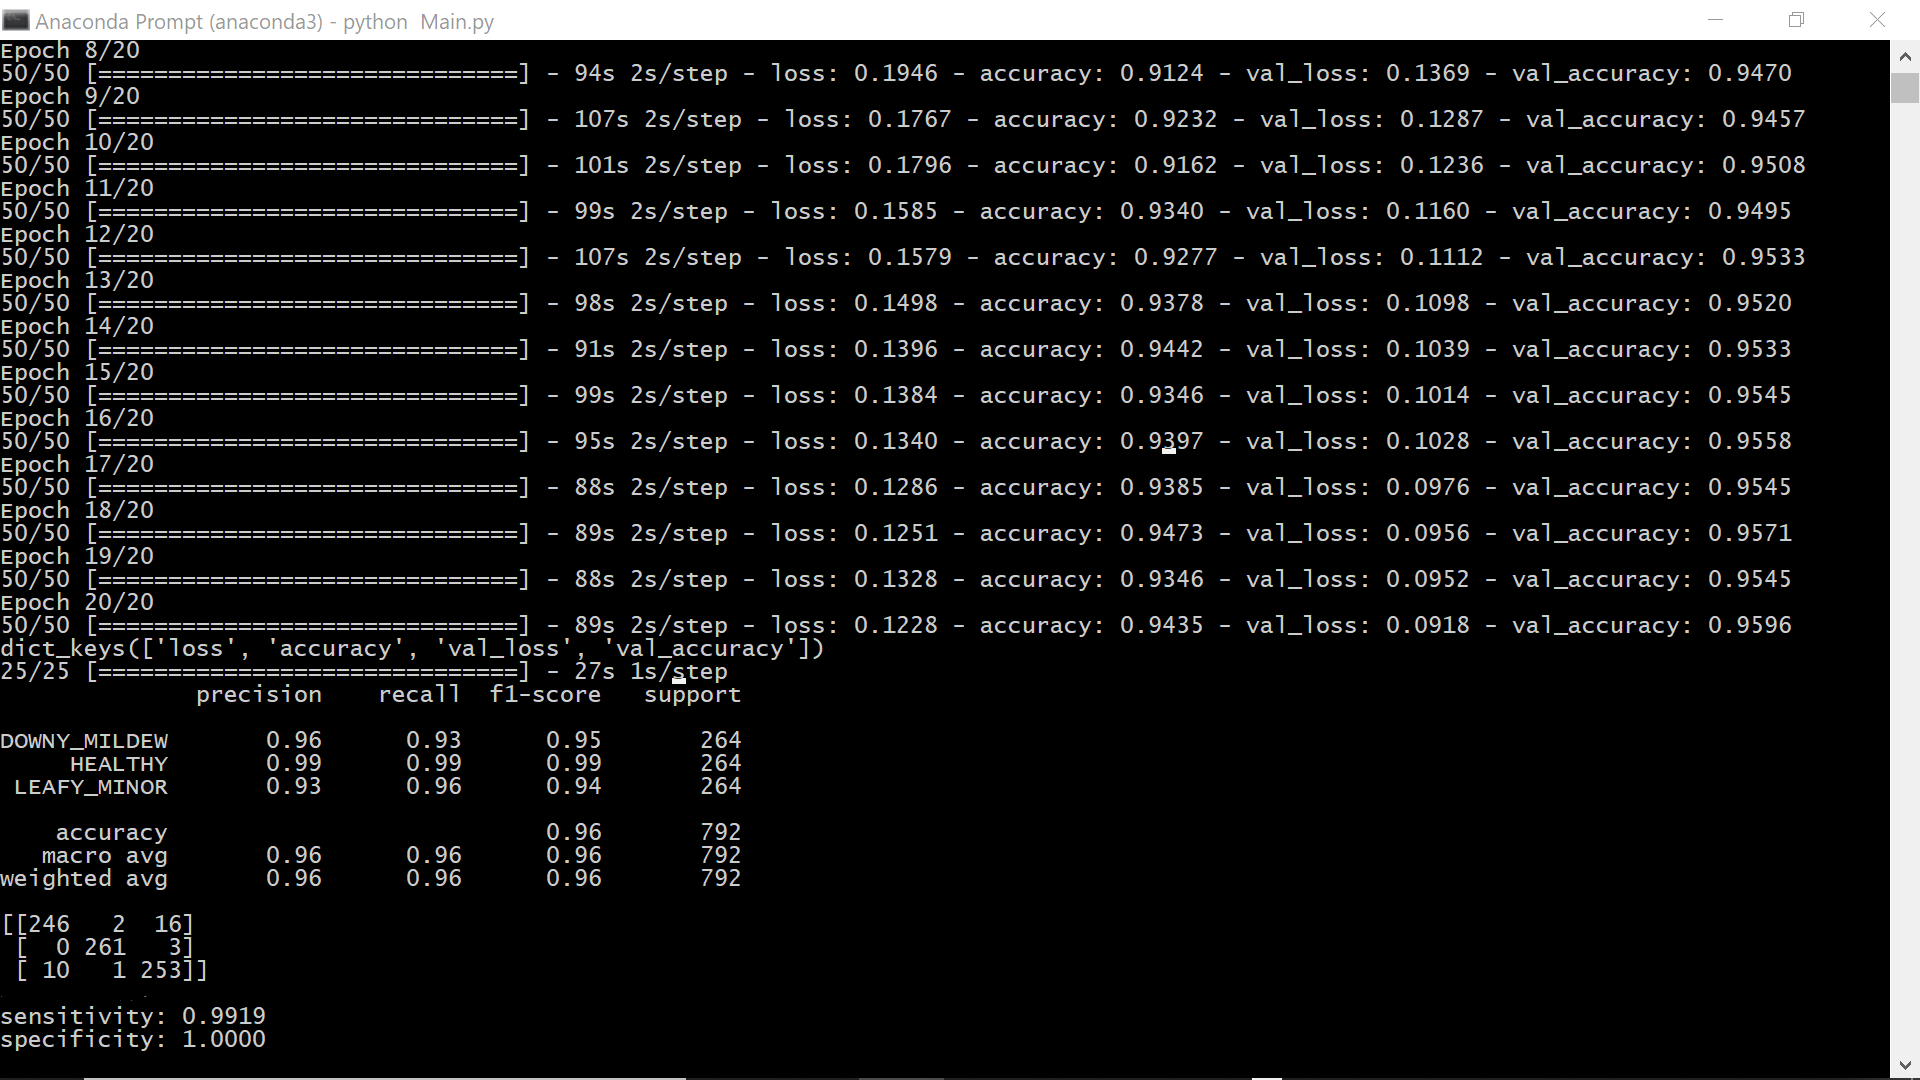 Anaconda Prompt (anaconda3) - python  Main.py
Epoch 8/20
50/50 [==============================] - 94s 2s/step - loss: 0.1946 - accuracy: 0.9124 - val_loss: 0.1369 - val_accuracy: 0.9470
Epoch 9/20
50/50 [==============================] - 107s 2s/step - loss: 0.1767 - accuracy: 0.9232 - val_loss: 0.1287 - val_accuracy: 0.9457
Epoch 10/20
50/50 [==============================] - 101s 2s/step - loss: 0.1796 - accuracy: 0.9162 - val_loss: 0.1236 - val_accuracy: 0.9508
Epoch 11/20
50/50 [==============================] - 99s 2s/step - loss: 0.1585 - accuracy: 0.9340 - val_loss: 0.1160 - val_accuracy: 0.9495
Epoch 12/20
50/50 [==============================] - 107s 2s/step - loss: 0.1579 - accuracy: 0.9277 - val_loss: 0.1112 - val_accuracy: 0.9533
Epoch 13/20
50/50 [==============================] - 98s 2s/step - loss: 0.1498 - accuracy: 0.9378 - val_loss: 0.1098 - val_accuracy: 0.9520
Epoch 14/20
50/50 [==============================] - 91s 2s/step - loss: 0.1396 - accuracy: 0.9442 - val_loss: 0.1039 - val_accuracy: 0.9533
Epoch 15/20
50/50 [==============================] - 99s 2s/step - loss: 0.1384 - accuracy: 0.9346 - val_loss: 0.1014 - val_accuracy: 0.9545
Epoch 16/20
50/50 [==============================] - 95s 2s/step - loss: 0.1340 - accuracy: 0.9397 - val_loss: 0.1028 - val_accuracy: 0.9558
Epoch 17/20
50/50 [==============================] - 88s 2s/step - loss: 0.1286 - accuracy: 0.9385 - val_loss: 0.0976 - val_accuracy: 0.9545
Epoch 18/20
50/50 [==============================] - 89s 2s/step - loss: 0.1251 - accuracy: 0.9473 - val_loss: 0.0956 - val_accuracy: 0.9571
Epoch 19/20
50/50 [==============================] - 88s 2s/step - loss: 0.1328 - accuracy: 0.9346 - val_loss: 0.0952 - val_accuracy: 0.9545
Epoch 20/20
50/50 [==============================] - 89s 2s/step - loss: 0.1228 - accuracy: 0.9435 - val_loss: 0.0918 - val_accuracy: 0.9596
dict_keys(['loss', 'accuracy', 'val_loss', 'val_accuracy'])
25/25 [==============================] - 27s 1s/step
              precision    recall  f1-score   support
DOWNY_MILDEW       0.96      0.93      0.95       264
     HEALTHY       0.99      0.99      0.99       264
 LEAFY_MINOR       0.93      0.96      0.94       264
    accuracy                           0.96       792
   macro avg       0.96      0.96      0.96       792
weighted avg       0.96      0.96      0.96       792
[[246   2  16]
 [  0 261   3]
 [ 10   1 253]]
sensitivity: 0.9919
specificity: 1.0000